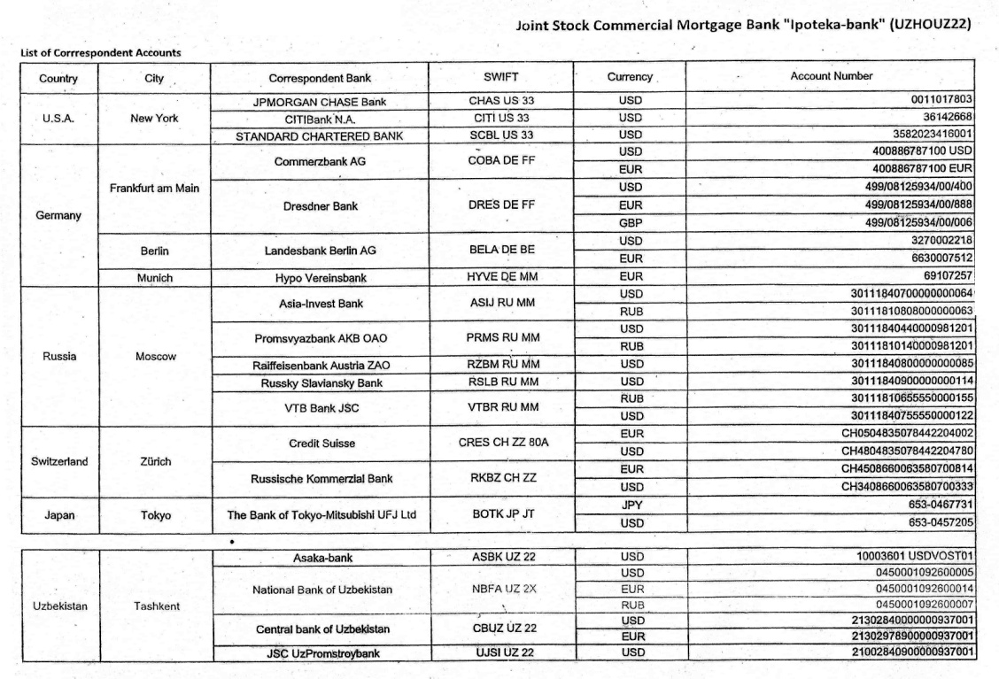 Joint Stock Commercial Mortgage Bank "Ipoteka-bank" (UZHOUZ22)
List of Corrrespondent Accounts
Country City Correspondent Bank SWIFT Currency Account Number
U.S.A. New York JPMORGAN CHASE Bank CHAS US 33 USD 0011017803
CITIBank N.A. CITI US 33 USD 36142668
STANDARD CHARTERED BANK SCBL US 33 USD 3582023416001
Germany Frankfurt am Main Commerzbank AG COBA DE FF USD 400886787100 USD
EUR 400886787100 EUR
Dresdner Bank DRES DE FF USD 499/08125934/00/400
EUR 499/08125934/00/888
GBP 499/08125934/00/006
Berlin Landesbank Berlin AG BELA DE BE USD 3270002218
EUR 6630007512
Munich Hypo Vereinsbank HYVE DE MM EUR 69107257
Russia Moscow Asia-Invest Bank ASIJ RU MM USD 30111840700000000064
RUB 30111810808000000063
Promsvyazbank AKB OAO PRMS RU MM USD 30111840440000981201
RUB 30111810140000981201
Raiffeisenbank Austria ZAO RZBM RU MM USD 30111840800000000085
Russky Slaviansky Bank RSLB RU MM USD 30111840900000000114
VTB Bank JSC VTBR RU MM RUB 30111810655550000155
USD 30111840755550000122
Switzerland Zürich Credit Suisse CRES CH ZZ 80A EUR CH0504835078442204002
USD CH4804835078442204780
Russische Kommerzial Bank RKBZ CH ZZ EUR CH4508660063580700814
USD CH3408660063580700333
Japan Tokyo The Bank of Tokyo-Mitsubishi UFJ Ltd BOTK JP JT JPY 653-0467731
USD 653-0457205
Uzbekistan Tashkent Asaka-bank ASBK UZ 22 USD 10003601 USDVOST01
National Bank of Uzbekistan NBFA UZ 2X USD 0450001092600005
EUR 0450001092600014
RUB 0450001092600007
Central bank of Uzbekistan CBUZ UZ 22 USD 21302840000000937001
EUR 21302978900000937001
JSC UzPromstroybank UJSI UZ 22 USD 21002840900000937001